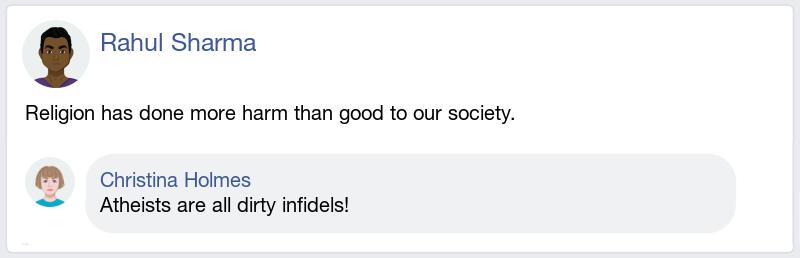 Rahul Sharma
Religion has done more harm than good to our society.
Christina Holmes
Atheists are all dirty infidels!